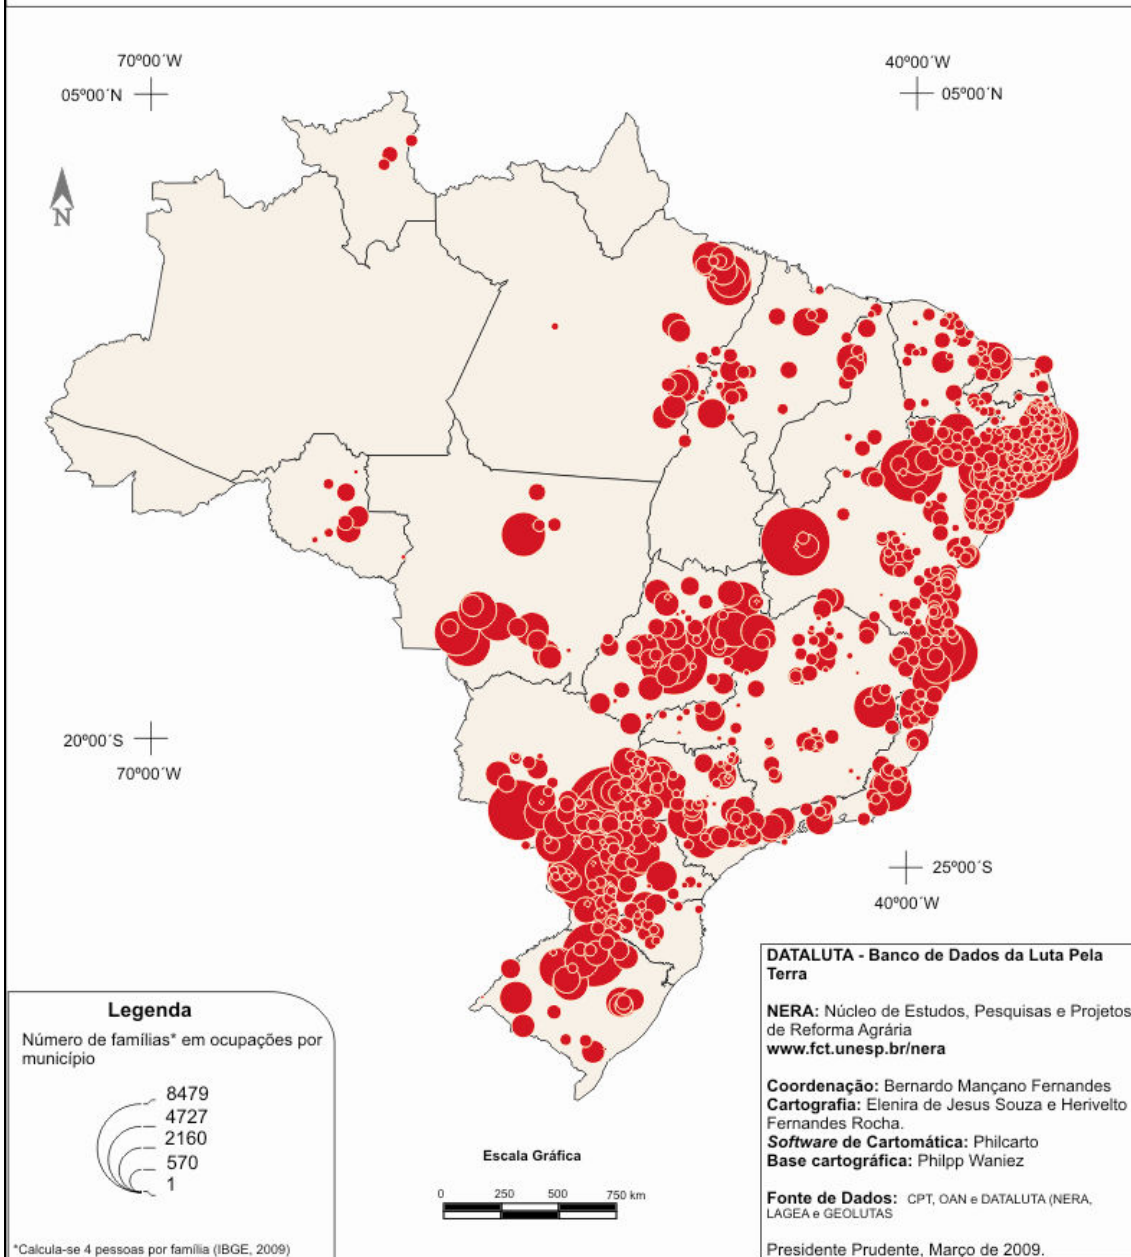 70º00´W
40º00´W
05º00´N
05º00´N
N
20º00´S
70º00´W
25º00´S
40º00´W
Legenda
Número de famílias* em ocupações por
município
8479
4727
2160
570
1
*Calcula-se 4 pessoas por família (IBGE, 2009)
Escala Gráfica
0 250 500 750 km
DATALUTA - Banco de Dados da Luta Pela
Terra
NERA: Núcleo de Estudos, Pesquisas e Projetos
de Reforma Agrária
www.fct.unesp.br/nera
Coordenação: Bernardo Mançano Fernandes
Cartografia: Elenira de Jesus Souza e Herivelto
Fernandes Rocha.
Software de Cartomática: Philcarto
Base cartográfica: Philpp Waniez
Fonte de Dados: CPT, OAN e DATALUTA (NERA,
LAGEA e GEOLUTAS
Presidente Prudente, Março de 2009.